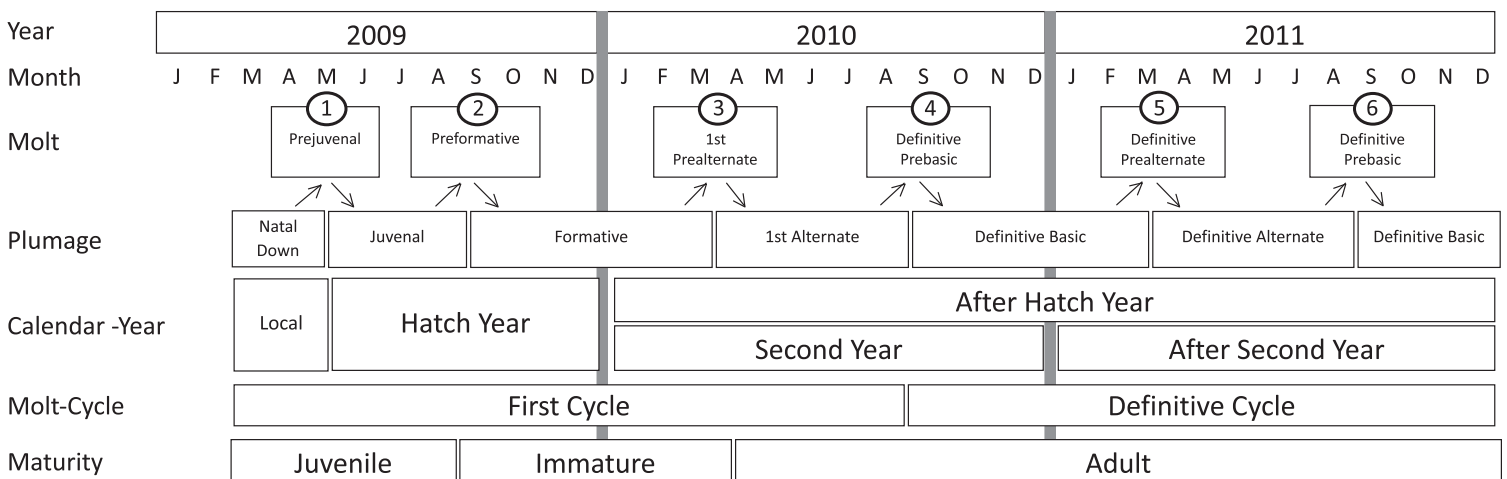 Year 2009 2010 2011
Month J F M A M J J A S O N D J F M A M J J A S O N D J F M A M J J A S O N D
1 2 3 4 5 6
Molt Prejuvenal Preformative 1st Prealternate Definitive Prebasic Definitive Prealternate Definitive Prebasic
Plumage Natal Down Juvenal Formative 1st Alternate Definitive Basic Definitive Alternate Definitive Basic
Calendar -Year Local Hatch Year After Hatch Year
Second Year After Second Year
Molt-Cycle First Cycle Definitive Cycle
Maturity Juvenile Immature Adult